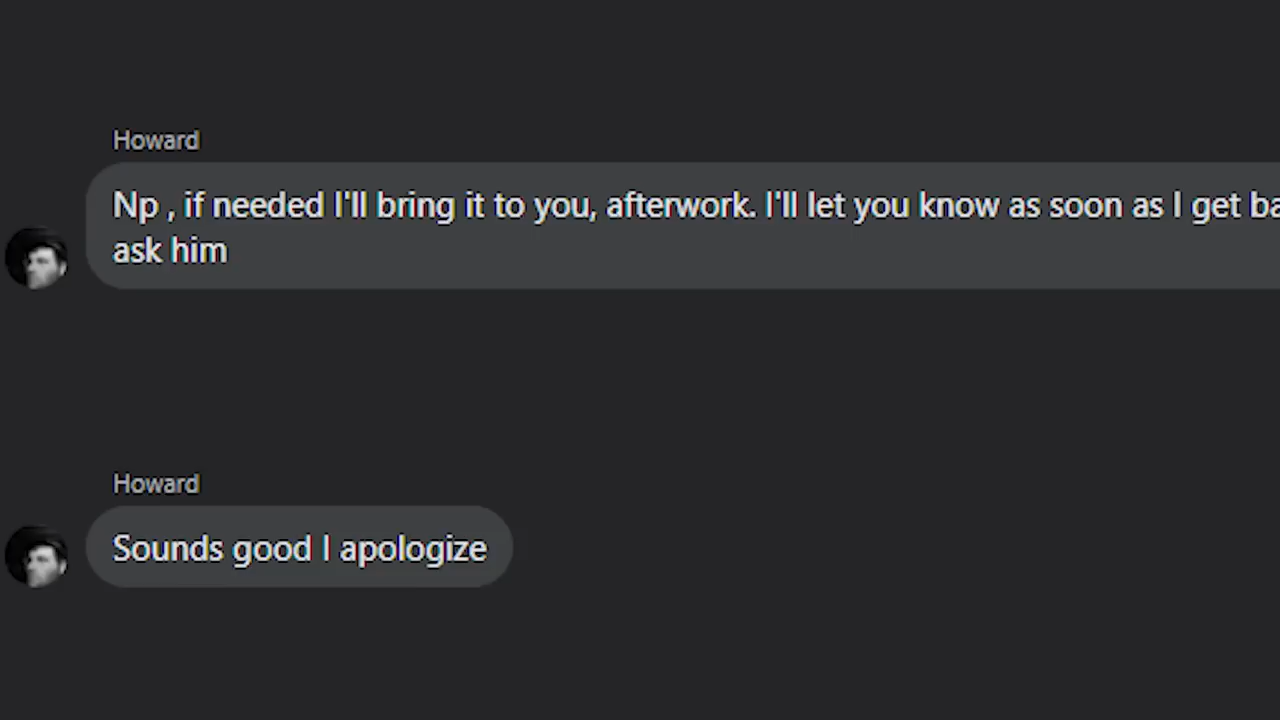 Howard
Np , if needed I'll bring it to you, afterwork. I'll let you know as soon as I get
ask him
Howard
Sounds good I apologize